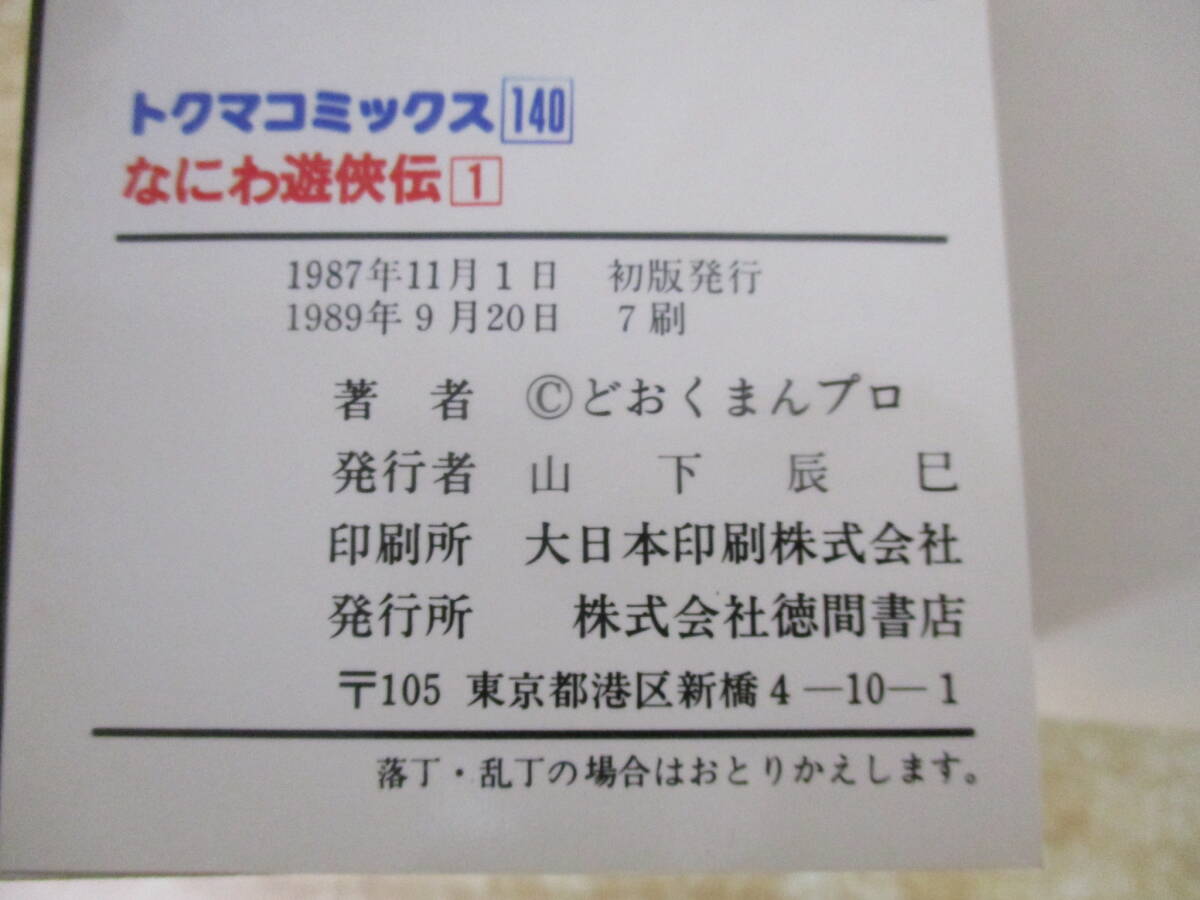 トクマコミックス140
なにわ遊侠伝1
1987年11月1日 初版発行
1989年9月20日 7刷
著者 ©どおくまんプロ
発行者 山下辰巳
印刷所 大日本印刷株式会社
発行所 株式会社徳間書店
〒105 東京都港区新橋4—10—1
落丁・乱丁の場合はおとりかえします。